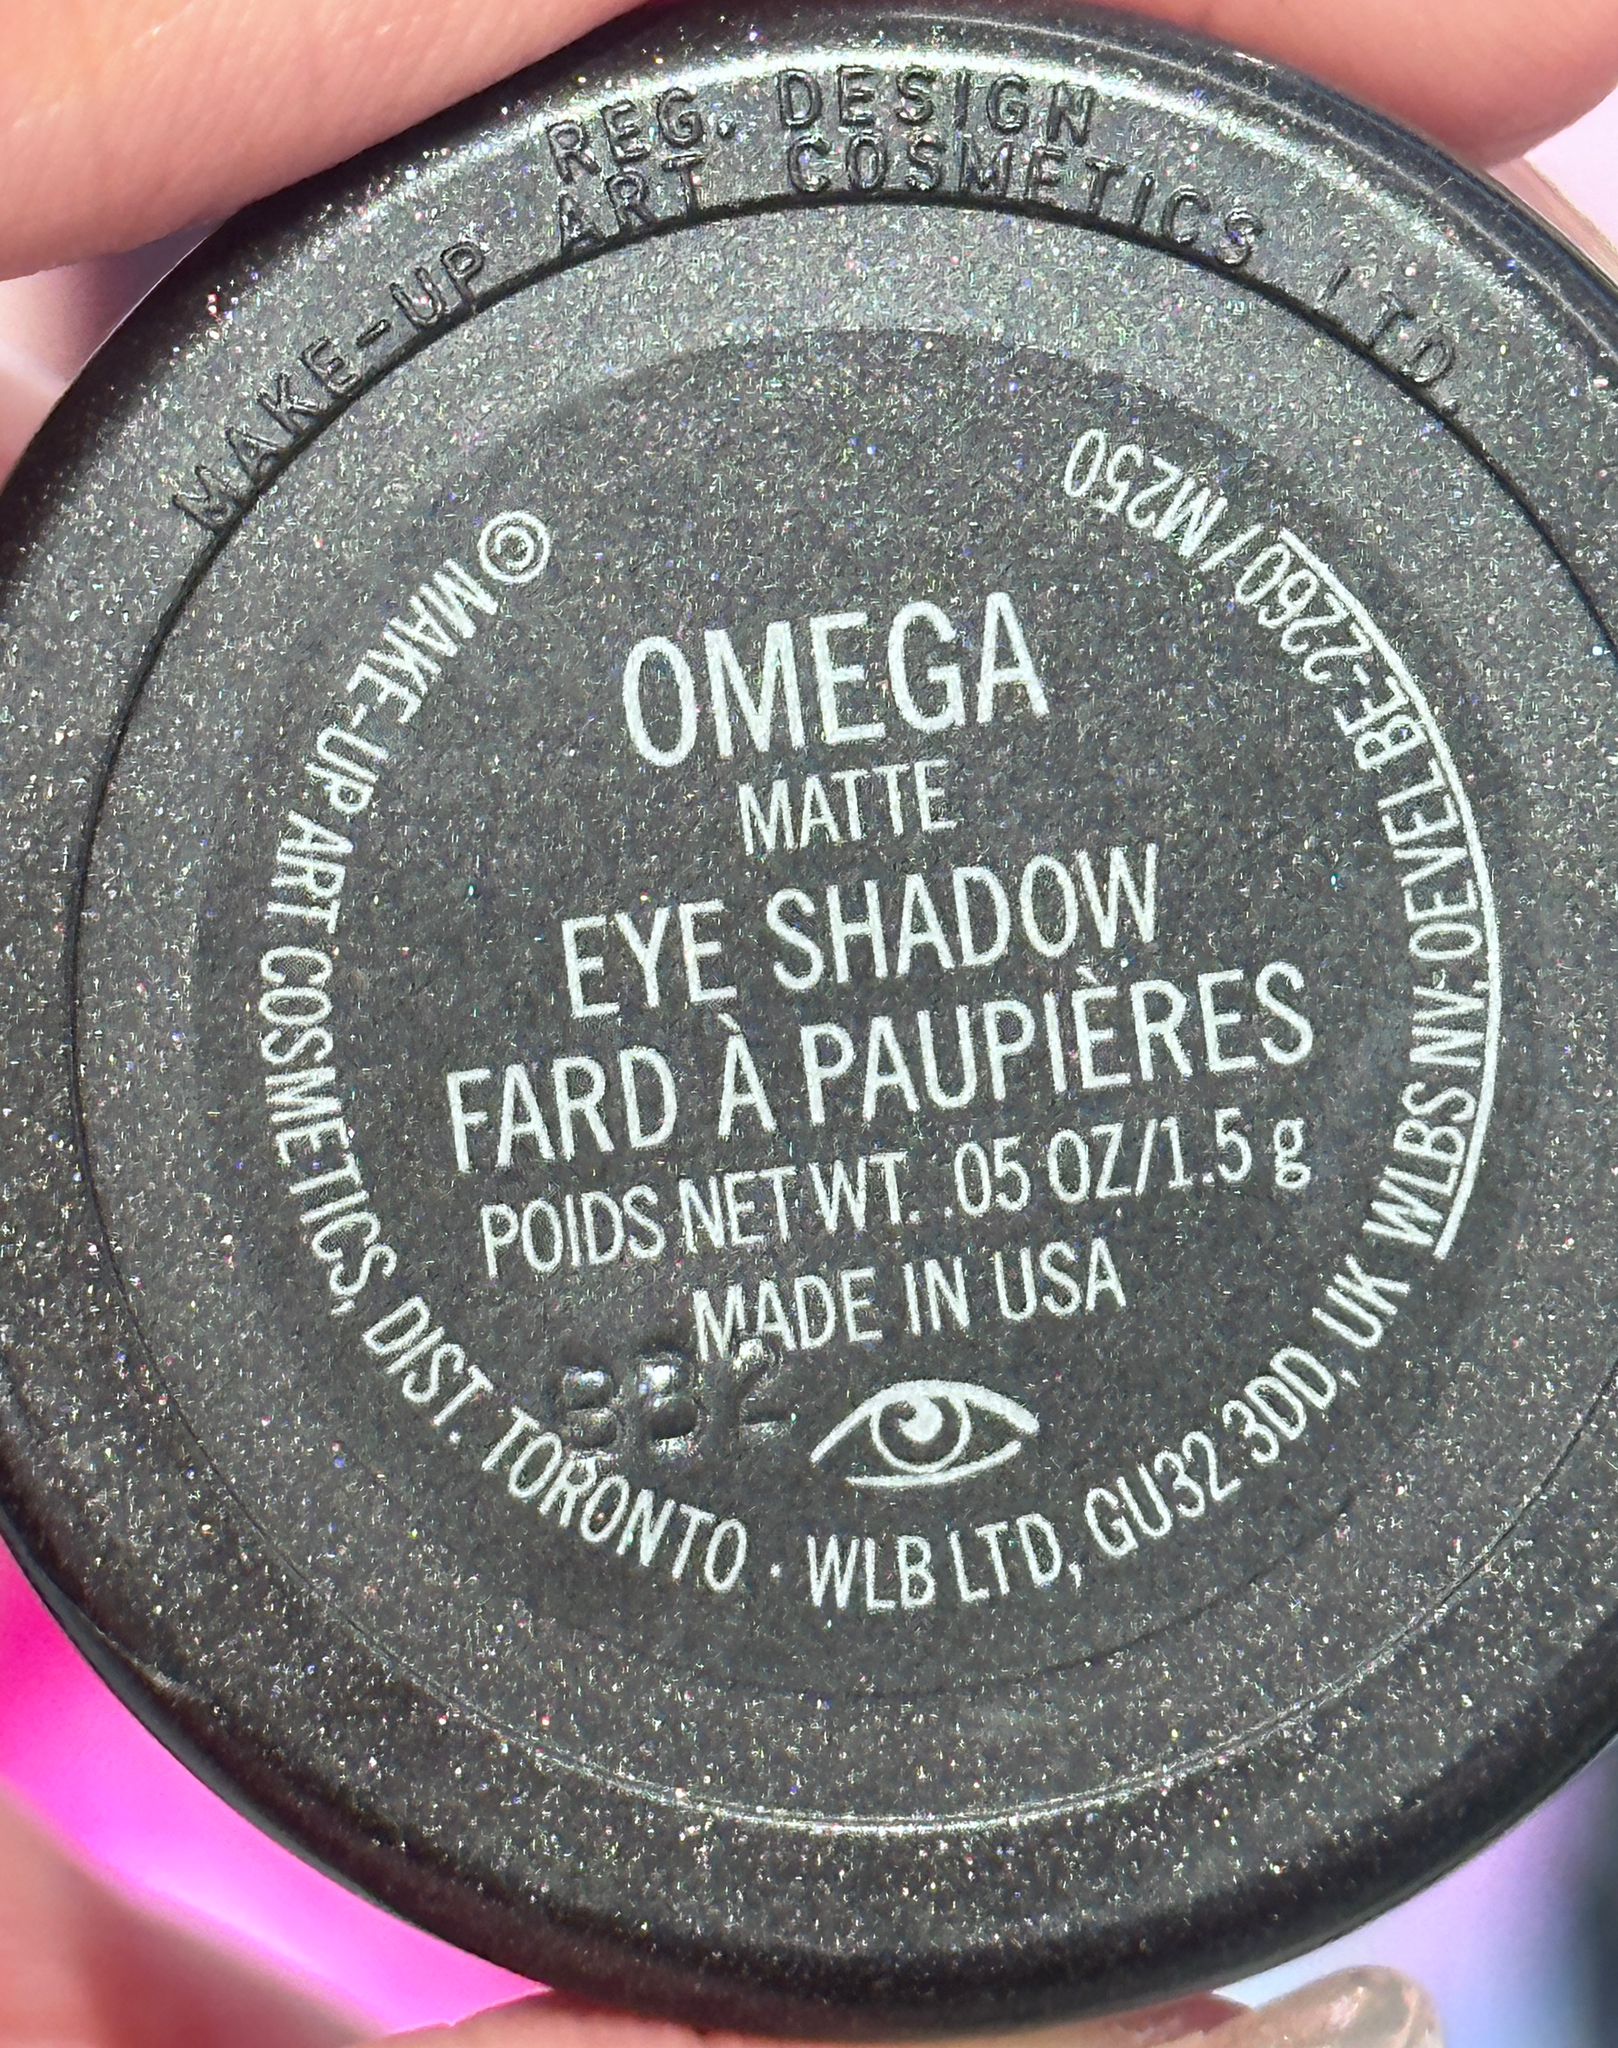 REG. DESIGN
MAKE-UP ART COSMETICS LTD.
OMEGA
MATTE
EYE SHADOW
FARD À PAUPIÈRES
POIDS NET WT. .05 OZ/1.5 g
MADE IN USA
© MAKE-UP ART COSMETICS, DIST. TORONTO · WLB LTD, GU32 3DD, UK WLBS NV, OEVEL BE-2260 / M250